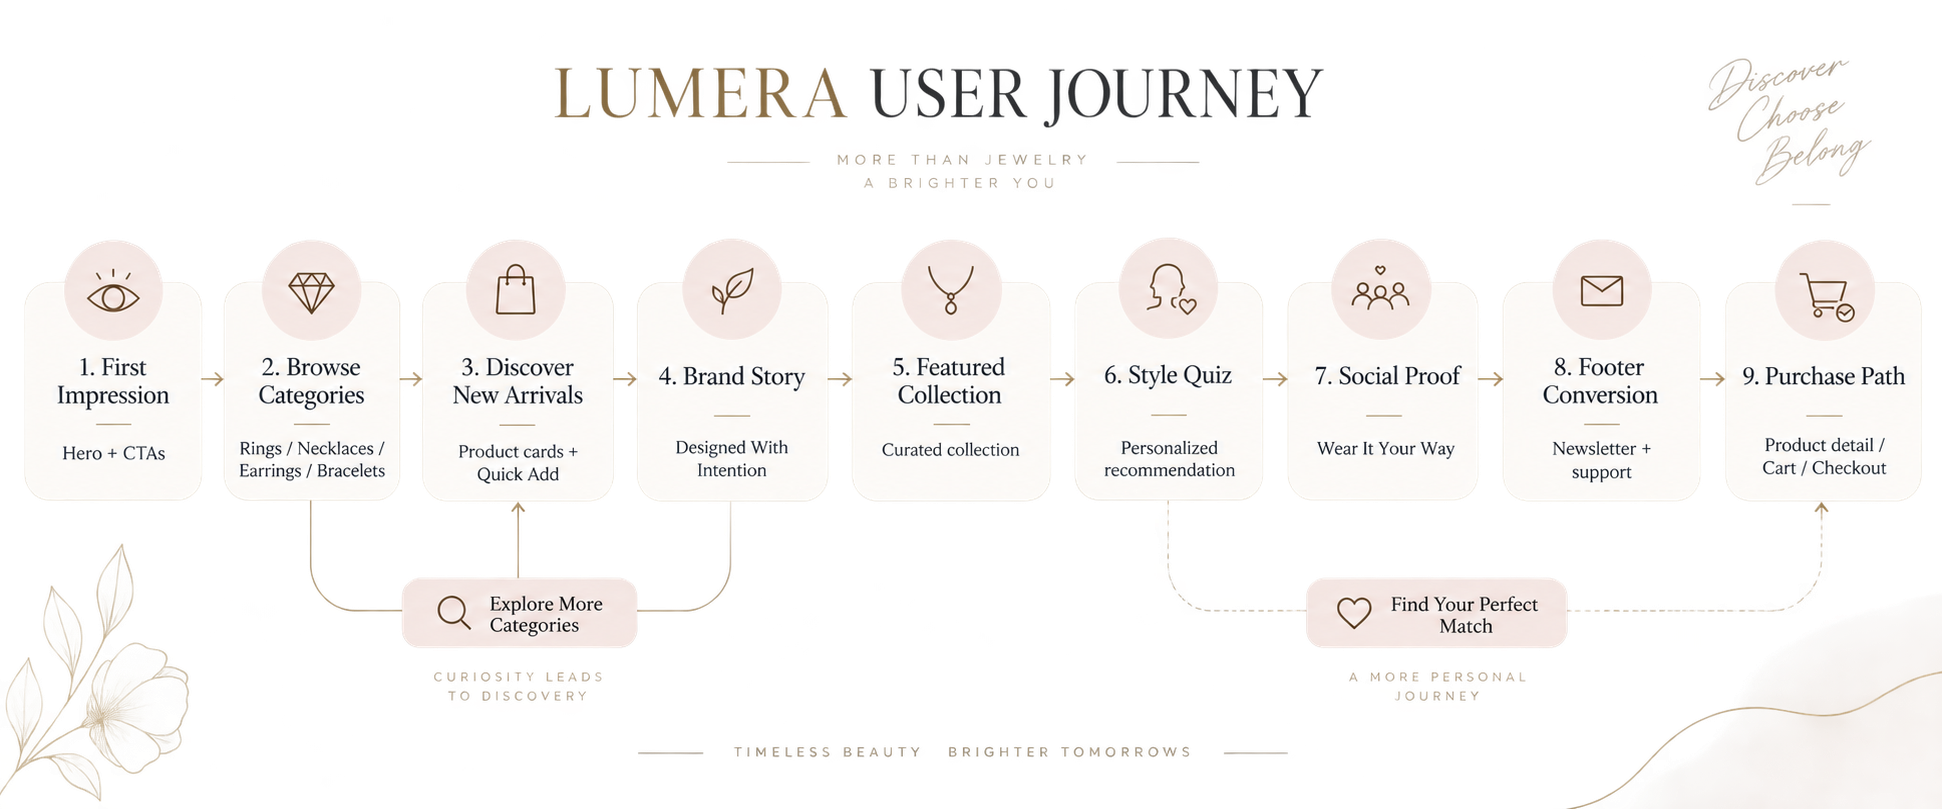 LUMERA USER JOURNEY
MORE THAN JEWELRY
A BRIGHTER YOU
Discover
Choose
Belong
1. First
Impression
Hero + CTAs
2. Browse
Categories
Rings / Necklaces /
Earrings / Bracelets
3. Discover
New Arrivals
Product cards +
Quick Add
4. Brand Story
Designed With
Intention
5. Featured
Collection
Curated collection
6. Style Quiz
Personalized
recommendation
7. Social Proof
Wear It Your Way
8. Footer
Conversion
Newsletter +
support
9. Purchase Path
Product detail /
Cart / Checkout
Explore More
Categories
CURIOSITY LEADS
TO DISCOVERY
Find Your Perfect
Match
A MORE PERSONAL
JOURNEY
TIMELESS BEAUTY BRIGHTER TOMORROWS